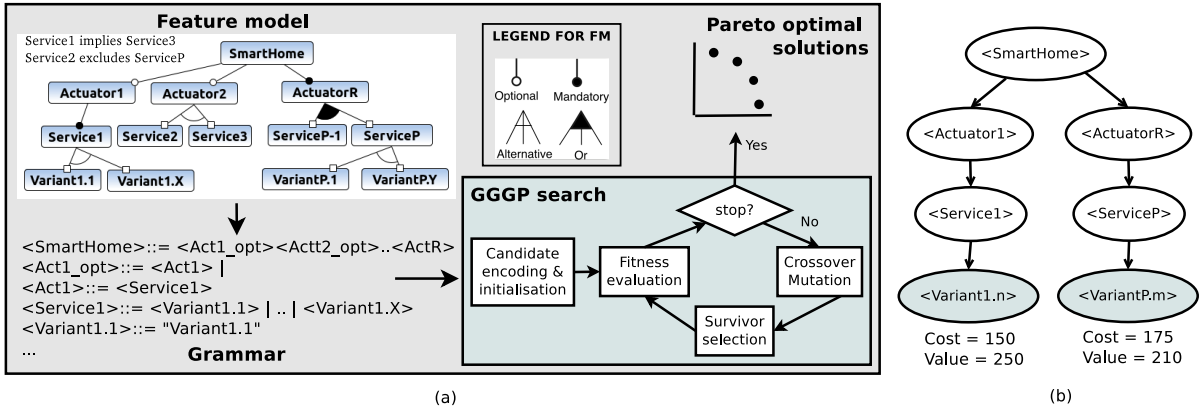 Feature model
Service1 implies Service3
Service2 excludes ServiceP
SmartHome
Actuator1
Actuator2
ActuatorR
Service1
Service2
Service3
ServiceP-1
ServiceP
Variant1.1
Variant1.X
VariantP.1
VariantP.Y
LEGEND FOR FM
Optional
Mandatory
Alternative
Or
Pareto optimal
solutions
Yes
<SmartHome>::= <Act1_opt><Actt2_opt>..<ActR>
<Act1_opt>::= <Act1> |
<Act1>::= <Service1>
<Service1>::= <Variant1.1> | .. | <Variant1.X>
<Variant1.1>::= "Variant1.1"
...
Grammar
GGGP search
stop?
No
Candidate
encoding &
initialisation
Fitness
evaluation
Crossover
Mutation
Survivor
selection
(a)
<SmartHome>
<Actuator1>
<ActuatorR>
<Service1>
<ServiceP>
<Variant1.n>
<VariantP.m>
Cost = 150
Value = 250
Cost = 175
Value = 210
(b)